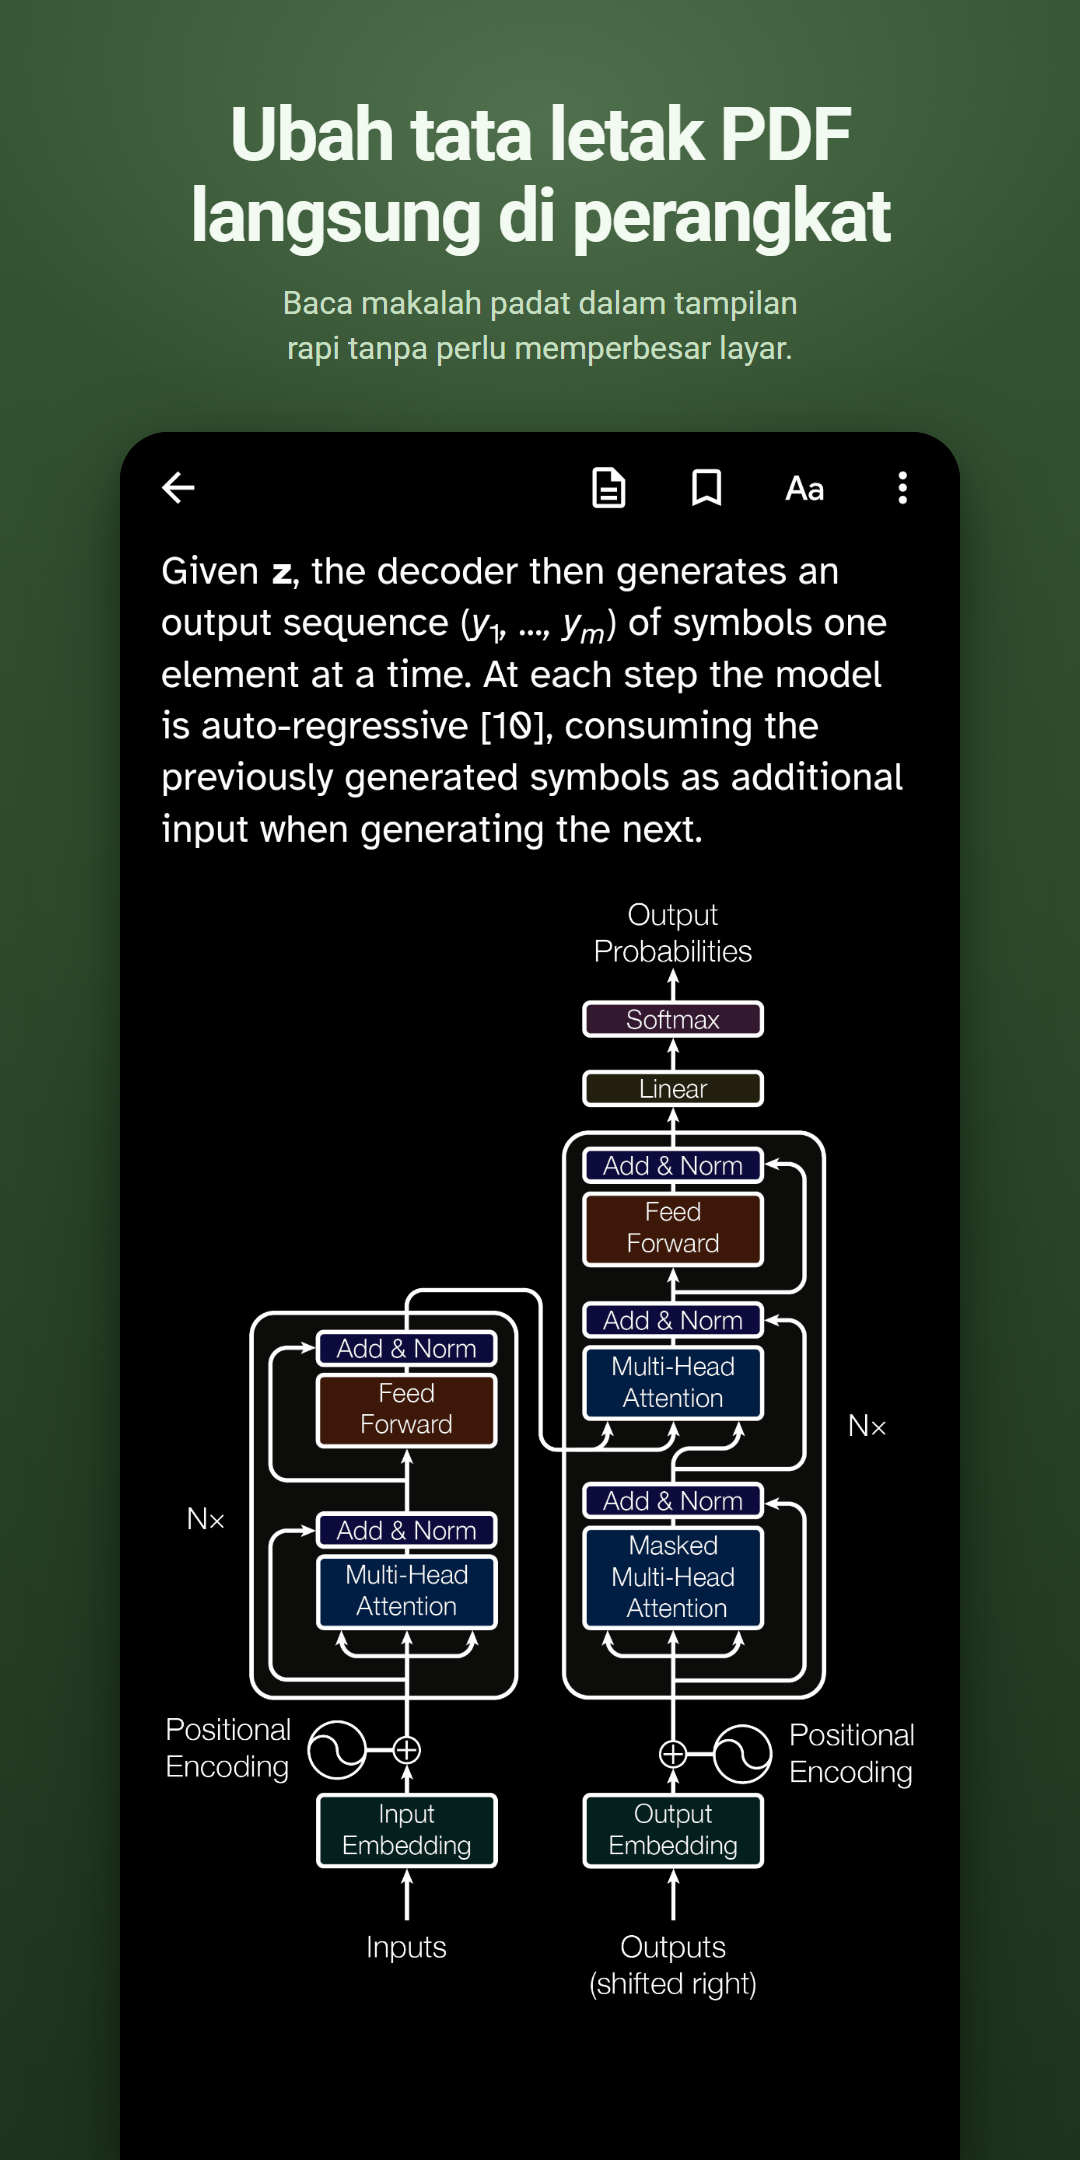 Ubah tata letak PDF
langsung di perangkat
Baca makalah padat dalam tampilan
rapi tanpa perlu memperbesar layar.
Aa
Given z, the decoder then generates an
output sequence (y1, ..., ym) of symbols one
element at a time. At each step the model
is auto-regressive [10], consuming the
previously generated symbols as additional
input when generating the next.
Output
Probabilities
Softmax
Linear
Add & Norm
Feed
Forward
Add & Norm
Multi-Head
Attention
Nx
Add & Norm
Masked
Multi-Head
Attention
Add & Norm
Feed
Forward
Nx
Add & Norm
Multi-Head
Attention
Positional
Encoding
Positional
Encoding
Input
Embedding
Output
Embedding
Inputs
Outputs
(shifted right)